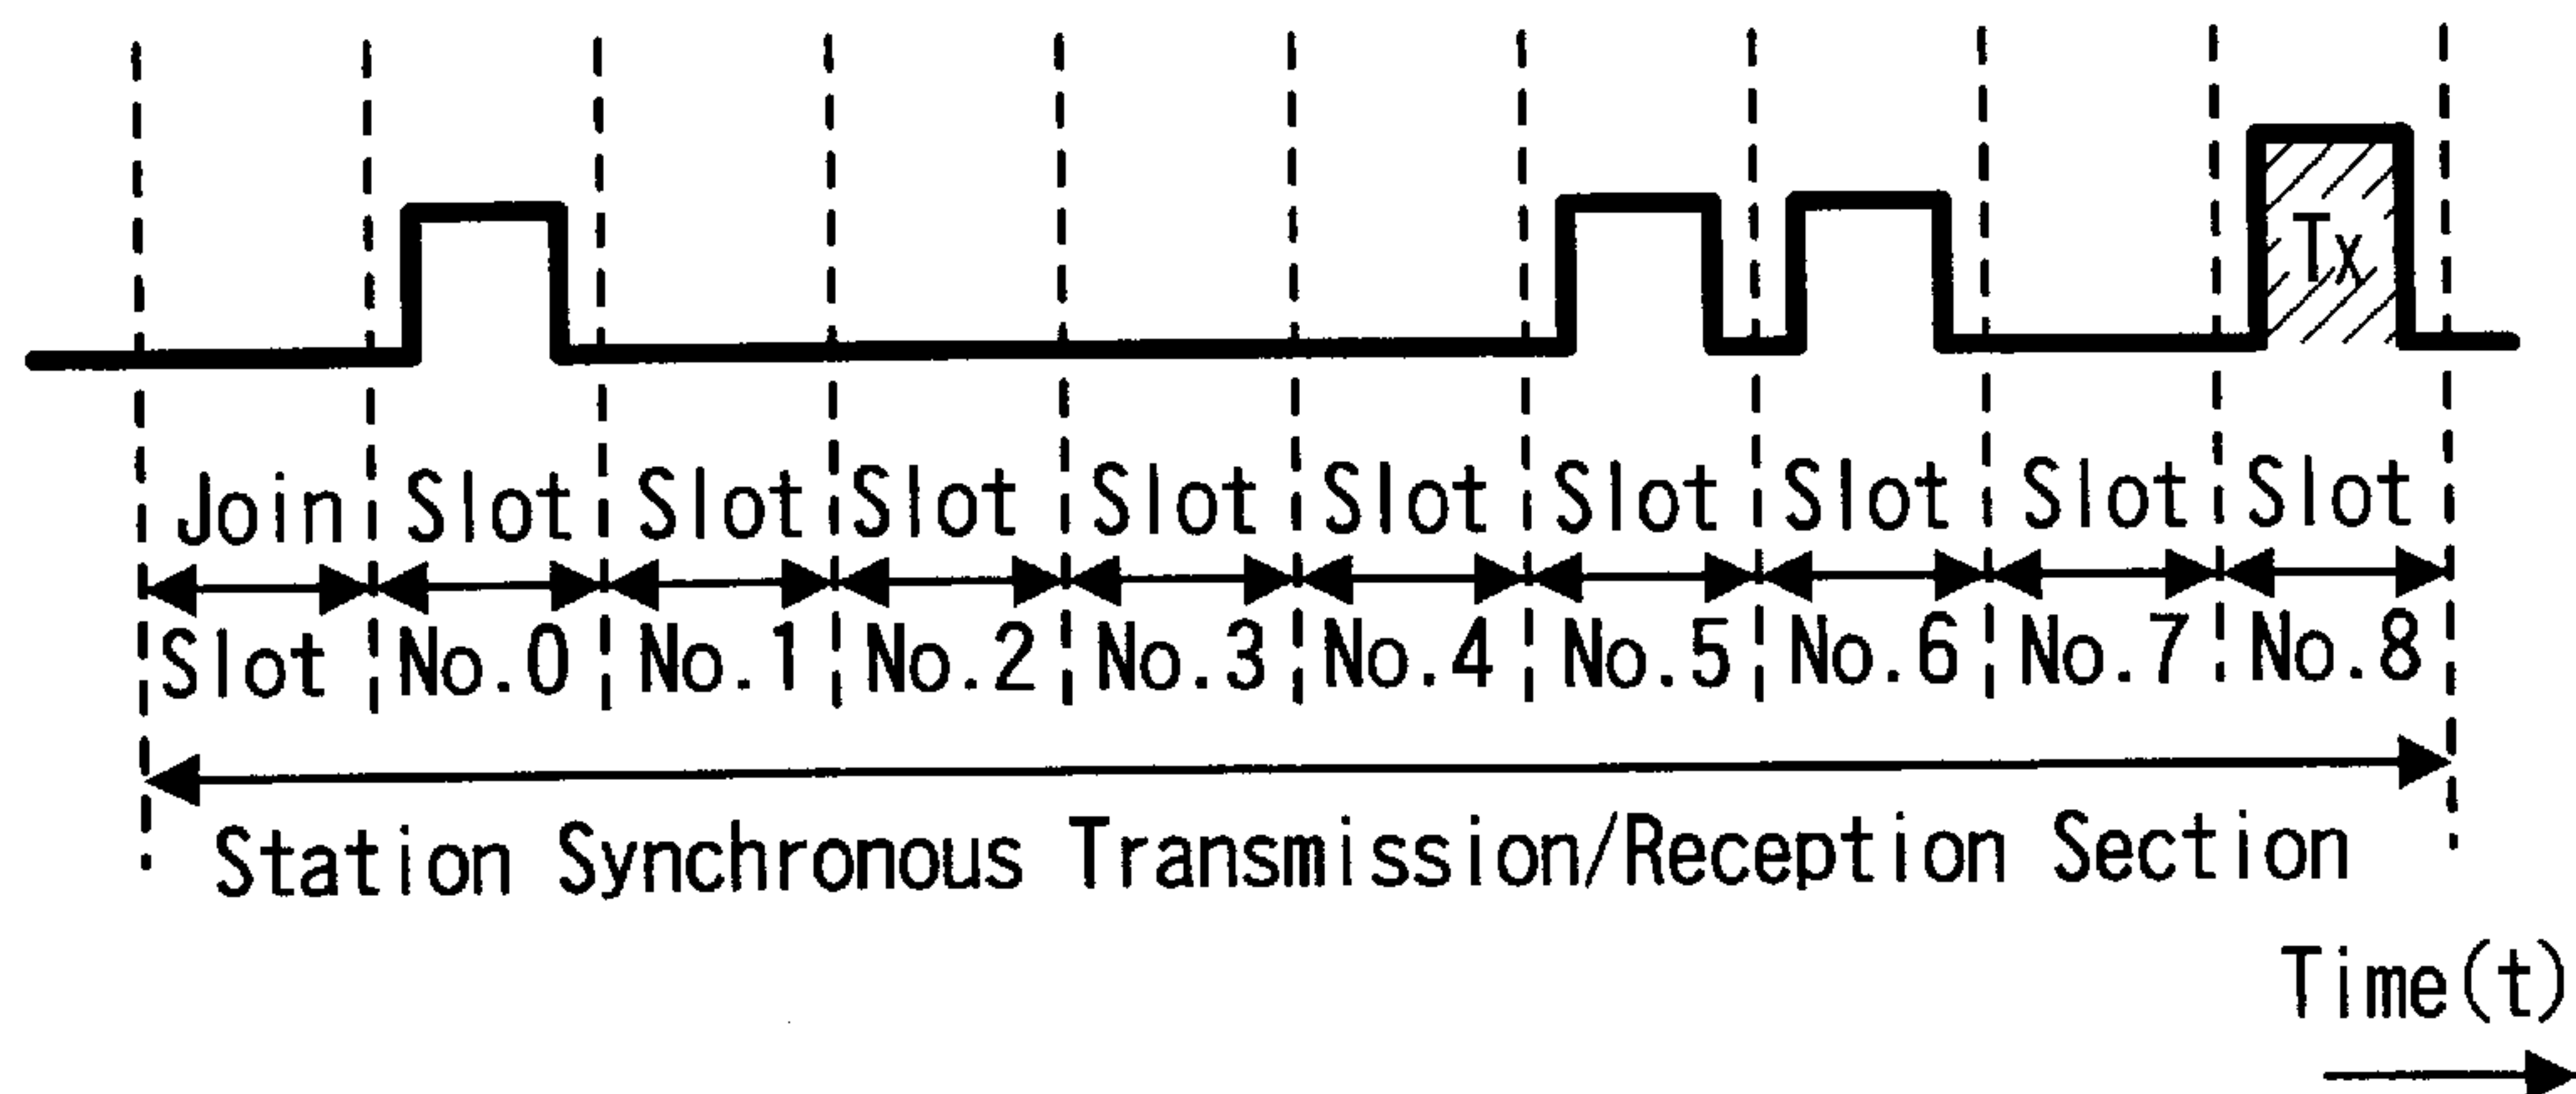 Tx
Join Slot Slot Slot Slot Slot Slot Slot Slot Slot
Slot No.0 No.1 No.2 No.3 No.4 No.5 No.6 No.7 No.8
Station Synchronous Transmission/Reception Section
Time(t)